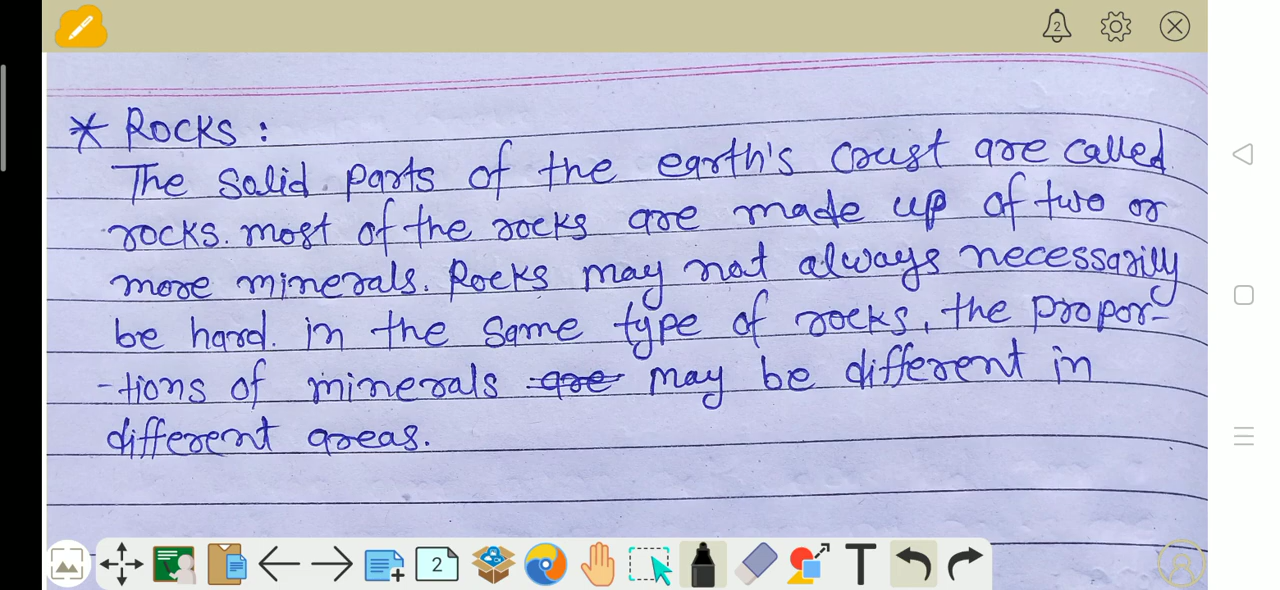 2
* Rocks :
The solid parts of the earth's crust are called
rocks. most of the rocks are made up of two or
more minerals. Rocks may not always necessarily
be hard. in the same type of rocks, the propor-
-tions of minerals are may be different in
different areas.
2 T